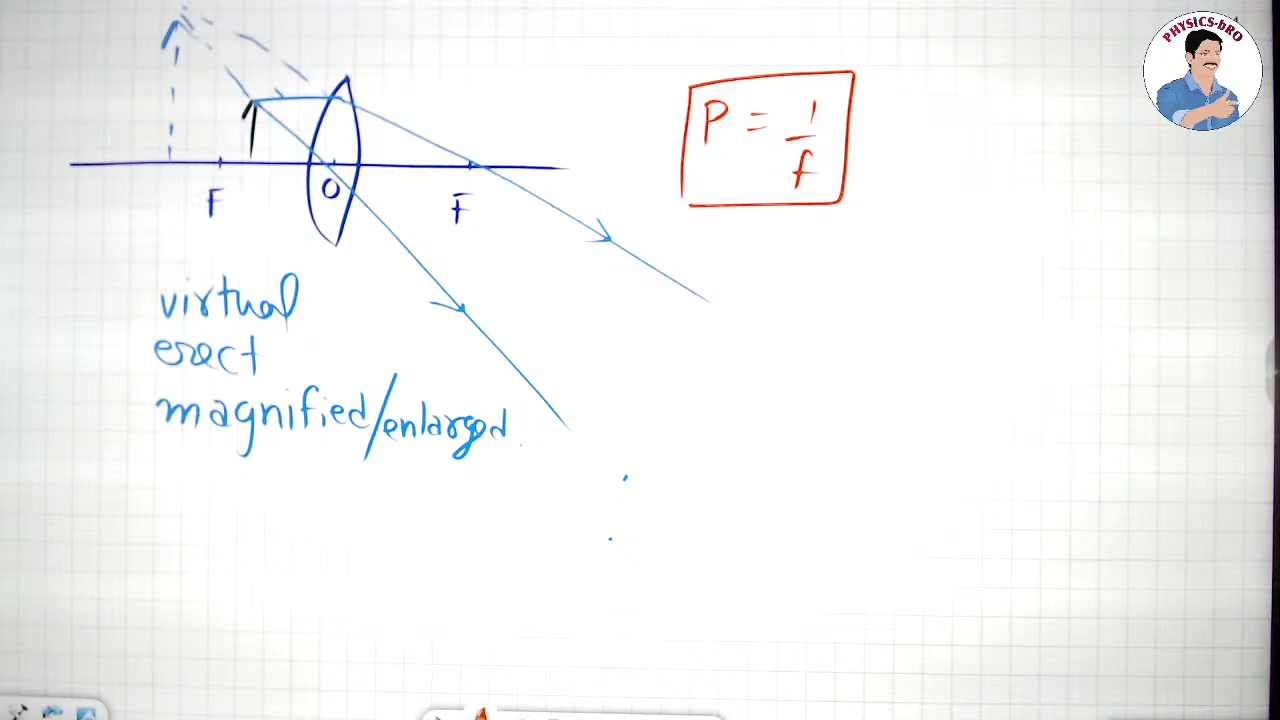 PHYSICS-bRO
P = 1/f
F
O
F
virtual
erect
magnified/enlarged